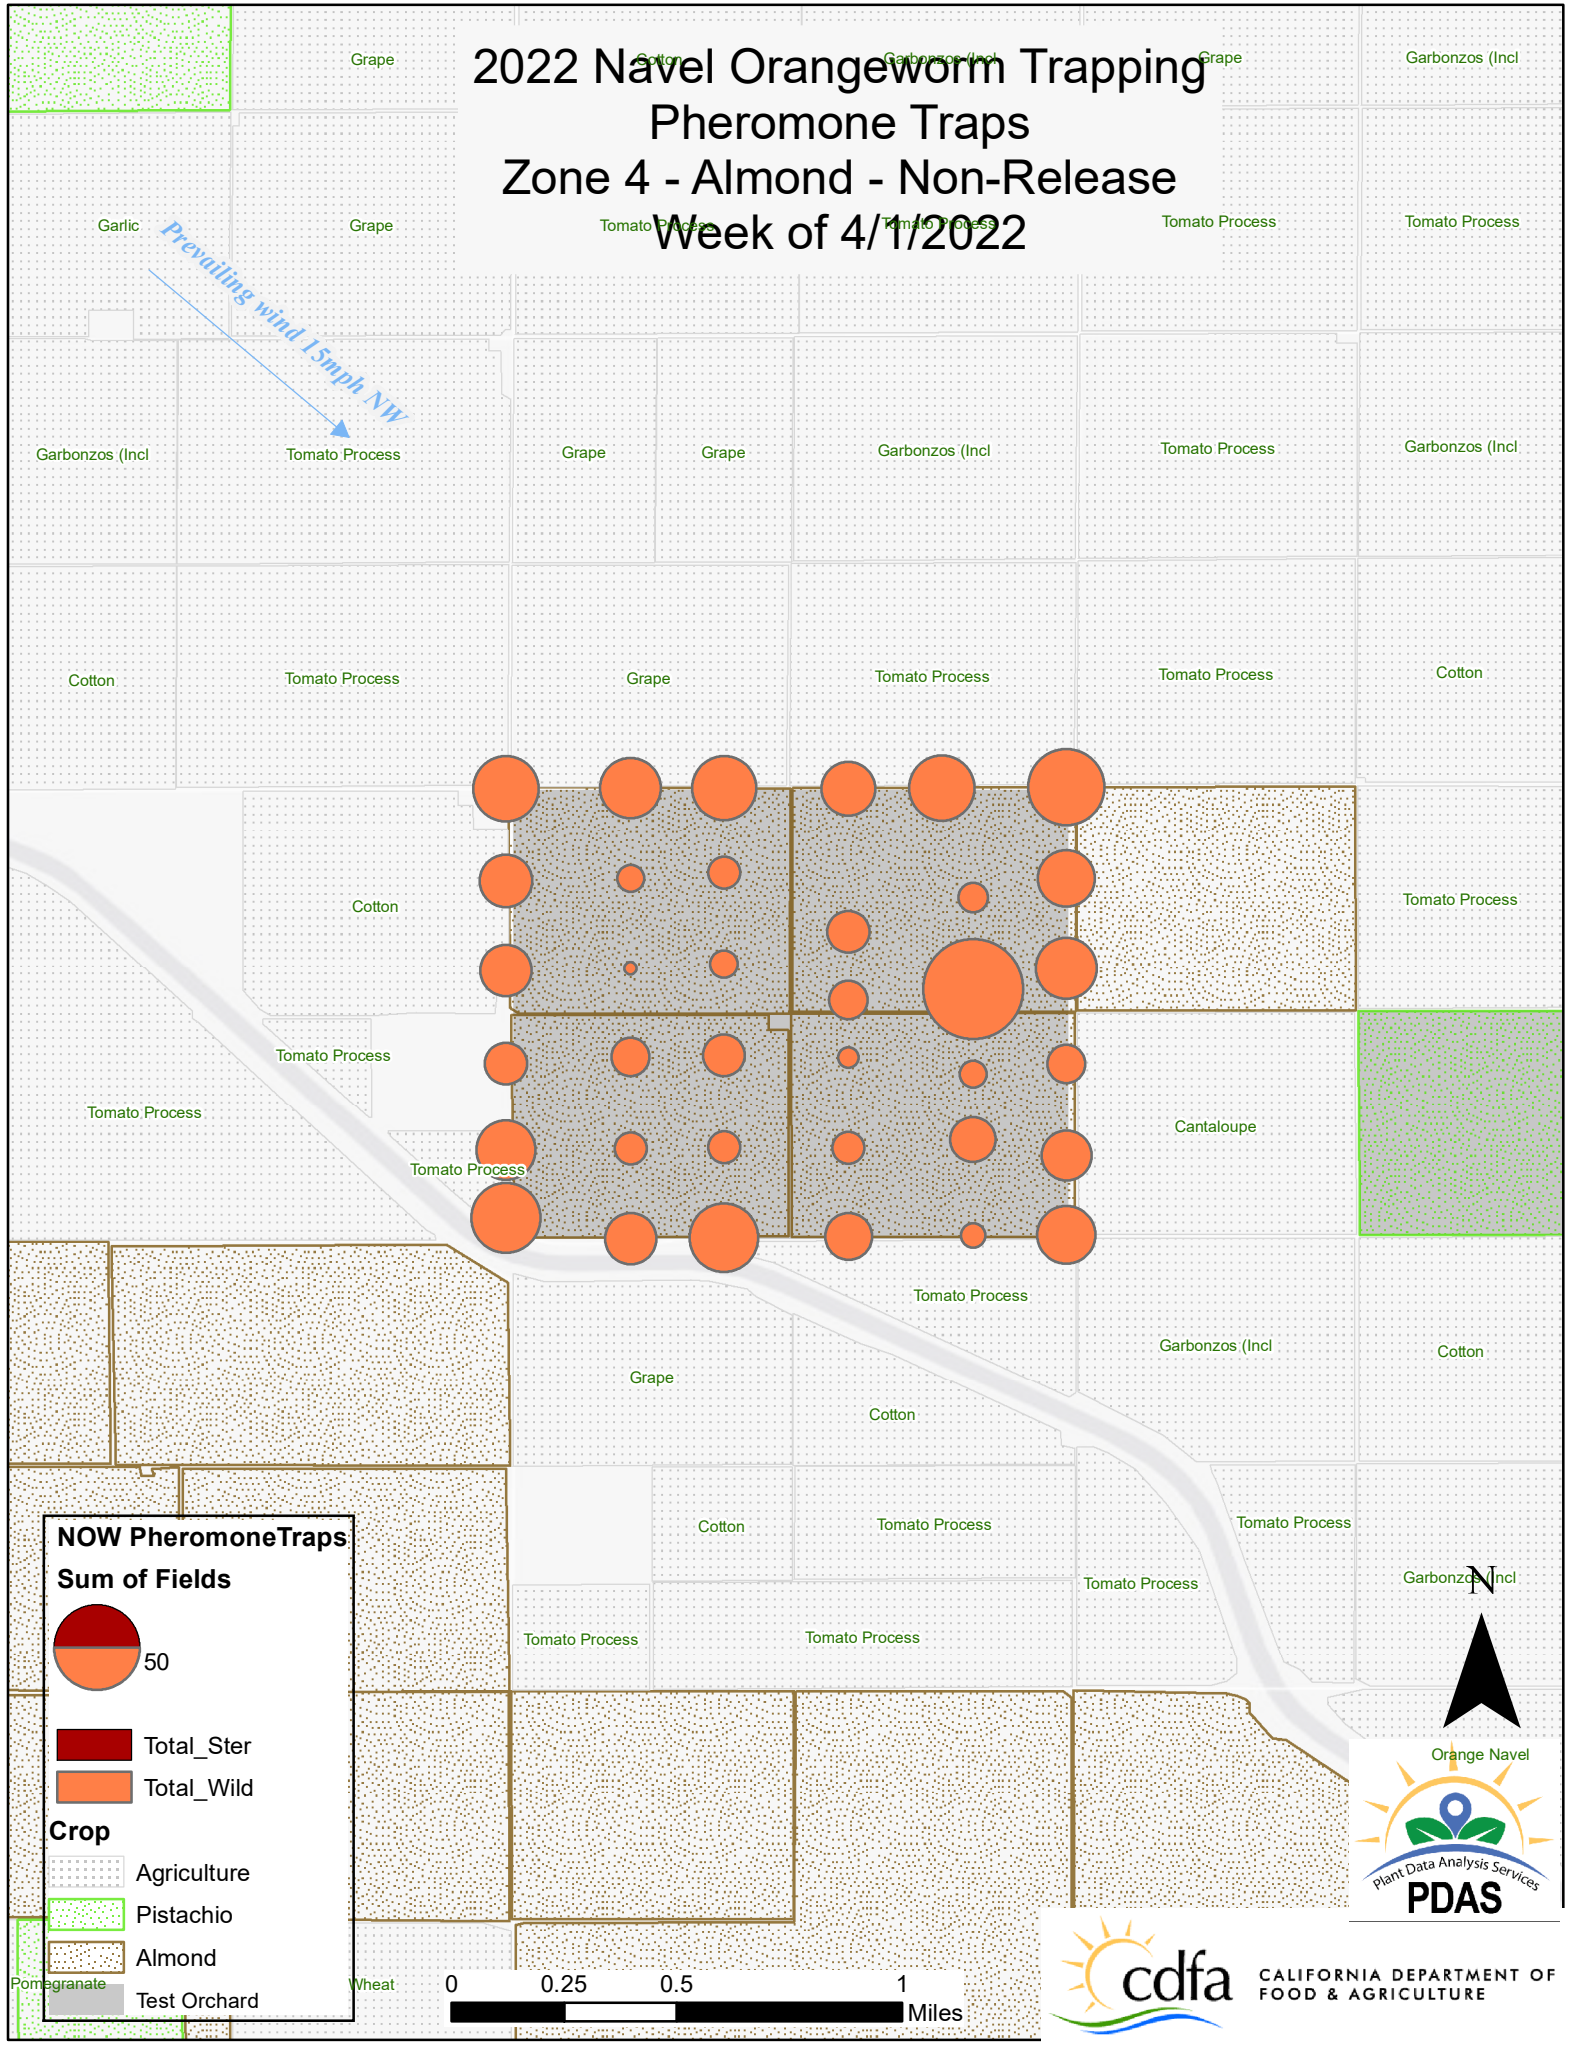 Grape
Cotton
Garbonzos (Incl
Grape
Garbonzos (Incl
2022 Navel Orangeworm Trapping
Pheromone Traps
Zone 4 - Almond - Non-Release
Week of 4/1/2022
Garlic
Grape
Tomato Process
Tomato Process
Tomato Process
Tomato Process
Prevailing wind 15mph NW
Garbonzos (Incl
Tomato Process
Grape
Grape
Garbonzos (Incl
Tomato Process
Garbonzos (Incl
Cotton
Tomato Process
Grape
Tomato Process
Tomato Process
Cotton
Cotton
Tomato Process
Tomato Process
Tomato Process
Cantaloupe
Tomato Process
Tomato Process
Garbonzos (Incl
Cotton
Grape
Cotton
Cotton
Tomato Process
Tomato Process
Tomato Process
Garbonzos (Incl
Tomato Process
Tomato Process
N
NOW PheromoneTraps
Sum of Fields
50
Total_Ster
Total_Wild
Crop
Agriculture
Pistachio
Almond
Test Orchard
Pomegranate
Wheat
0 0.25 0.5 1
Miles
Orange Navel
Plant Data Analysis Services
PDAS
cdfa
CALIFORNIA DEPARTMENT OF
FOOD & AGRICULTURE